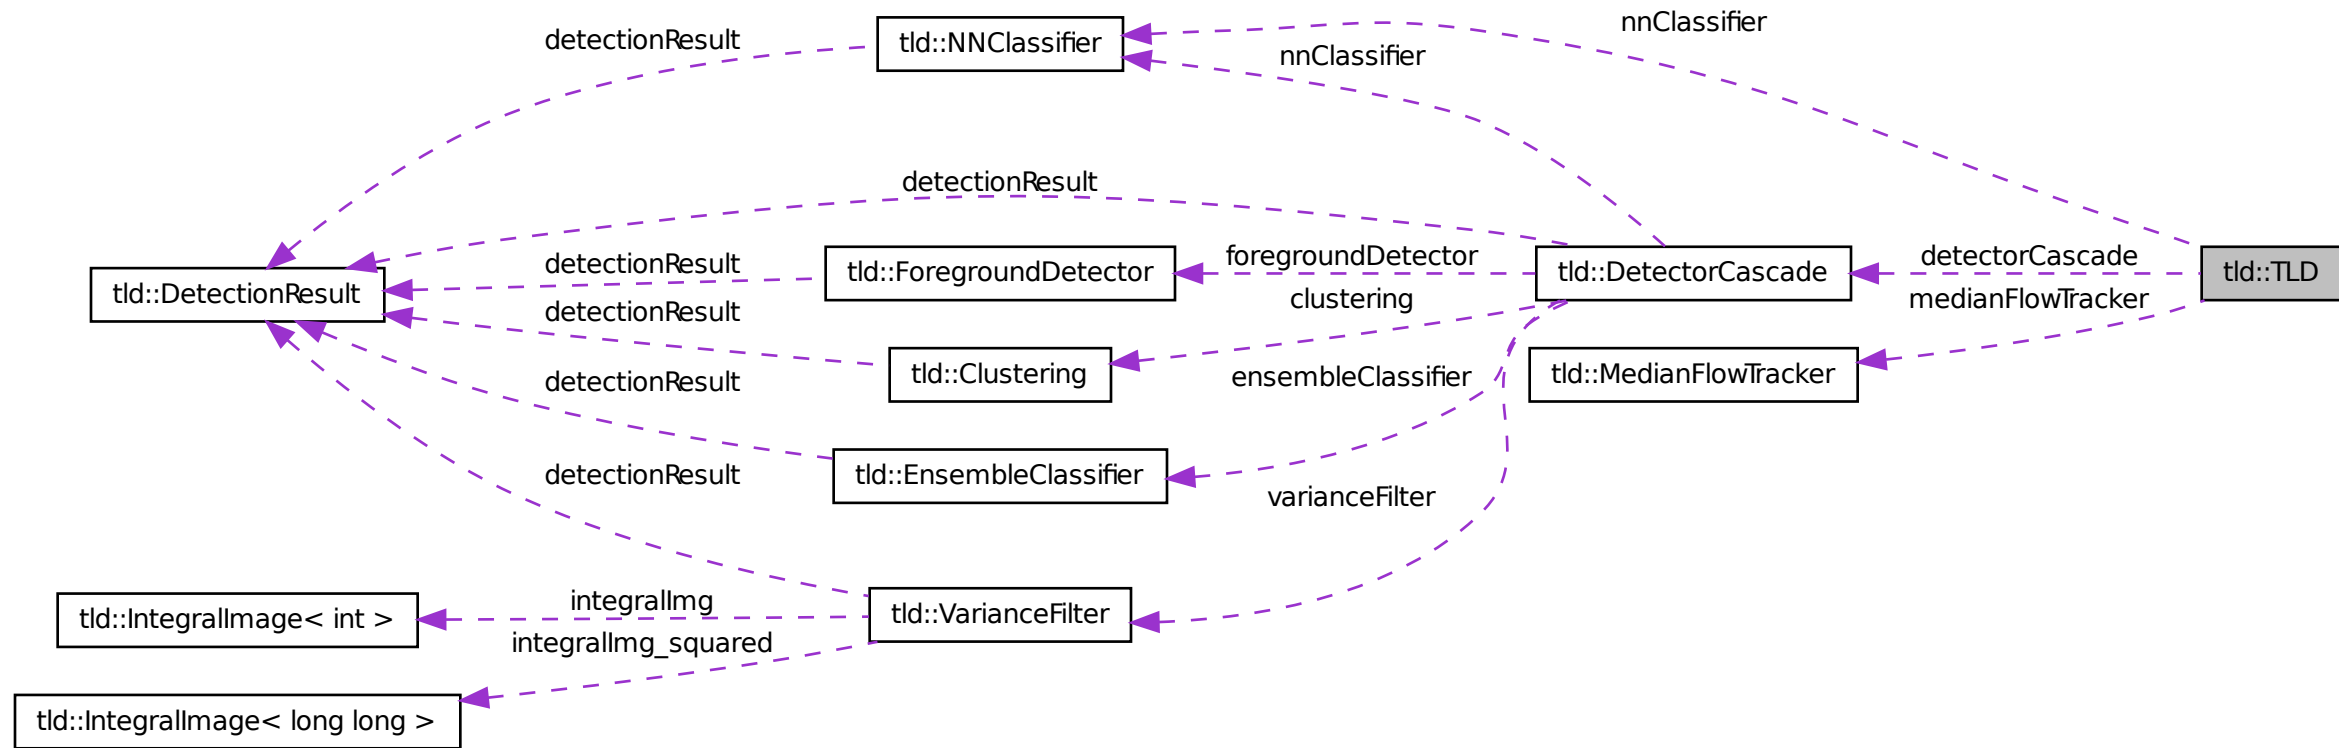 nnClassifier
detectionResult
tld::NNClassifier
nnClassifier
detectionResult
foregroundDetector
detectorCascade
detectionResult
tld::ForegroundDetector
tld::DetectorCascade
tld::TLD
tld::DetectionResult
clustering
medianFlowTracker
detectionResult
tld::Clustering
tld::MedianFlowTracker
ensembleClassifier
detectionResult
tld::EnsembleClassifier
detectionResult
varianceFilter
integralImg
tld::VarianceFilter
tld::IntegralImage< int >
integralImg_squared
tld::IntegralImage< long long >